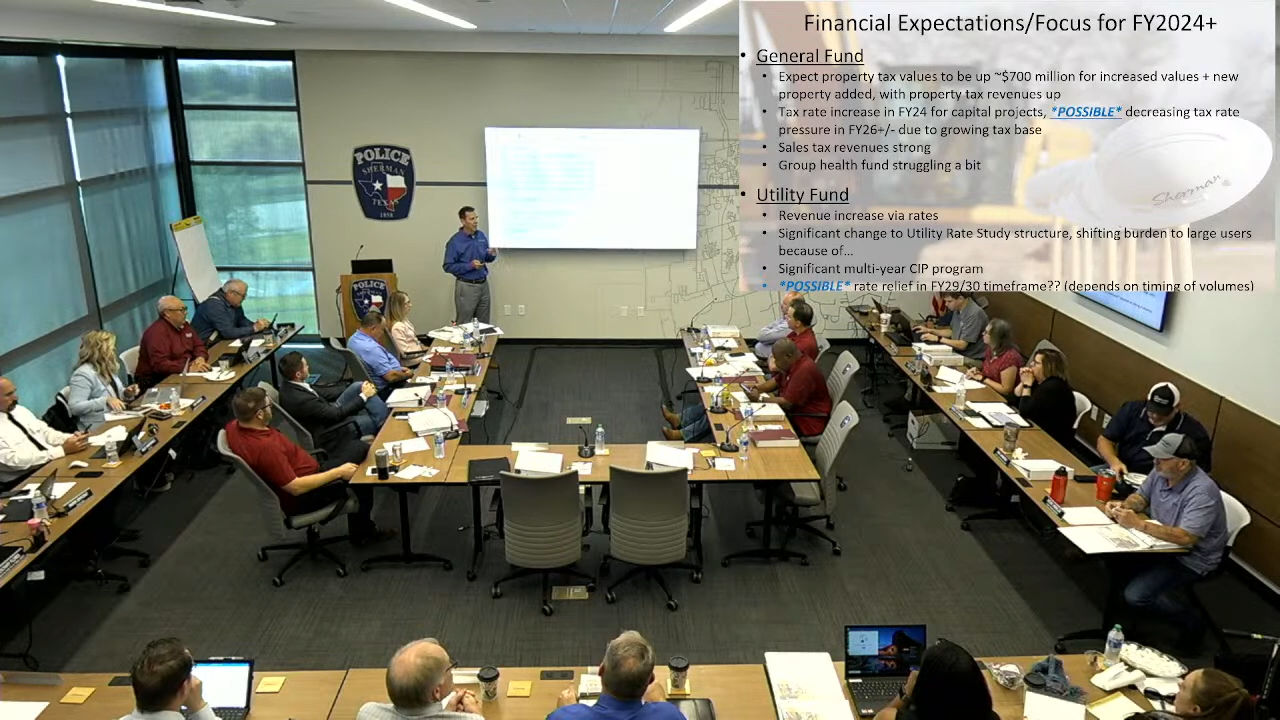 Financial Expectations/Focus for FY2024+
• General Fund
• Expect property tax values to be up ~$700 million for increased values + new
property added, with property tax revenues up
• Tax rate increase in FY24 for capital projects, *POSSIBLE* decreasing tax rate
pressure in FY26+/- due to growing tax base
• Sales tax revenues strong
• Group health fund struggling a bit
• Utility Fund
• Revenue increase via rates
• Significant change to Utility Rate Study structure, shifting burden to large users
because of...
• Significant multi-year CIP program
• *POSSIBLE* rate relief in FY29/30 timeframe?? (depends on timing of volumes)
Sherman
POLICE
SHERMAN
TEXAS
1858
POLICE